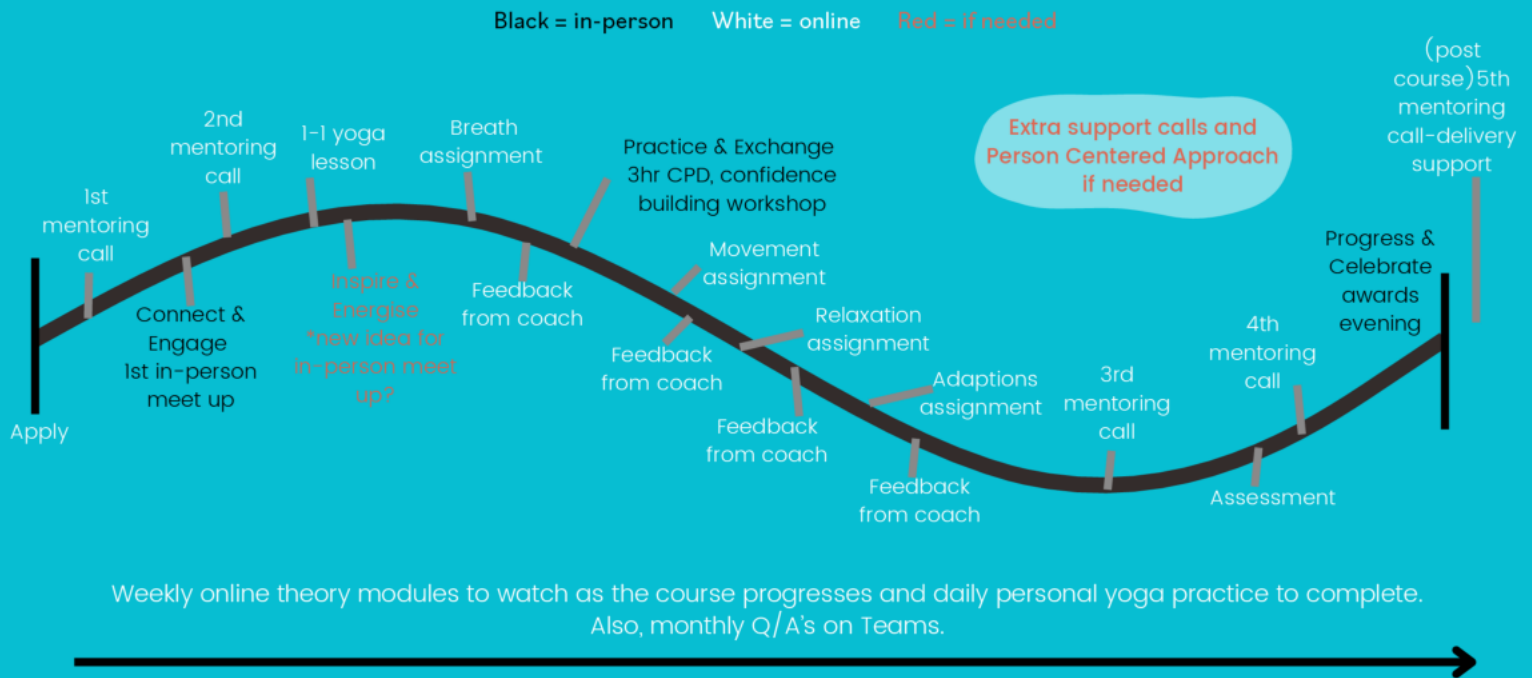 Black = in-person White = online Red = if needed
(post
course)5th
mentoring
call-delivery
support
Extra support calls and
Person Centered Approach
if needed
Apply
1st
mentoring
call
Connect &
Engage
1st in-person
meet up
2nd
mentoring
call
1-1 yoga
lesson
Inspire &
Energise
*new idea for
in-person meet
up?
Breath
assignment
Feedback
from coach
Practice & Exchange
3hr CPD, confidence
building workshop
Movement
assignment
Feedback
from coach
Relaxation
assignment
Feedback
from coach
Adaptions
assignment
Feedback
from coach
3rd
mentoring
call
Assessment
4th
mentoring
call
Progress &
Celebrate
awards
evening
Weekly online theory modules to watch as the course progresses and daily personal yoga practice to complete.
Also, monthly Q/A's on Teams.